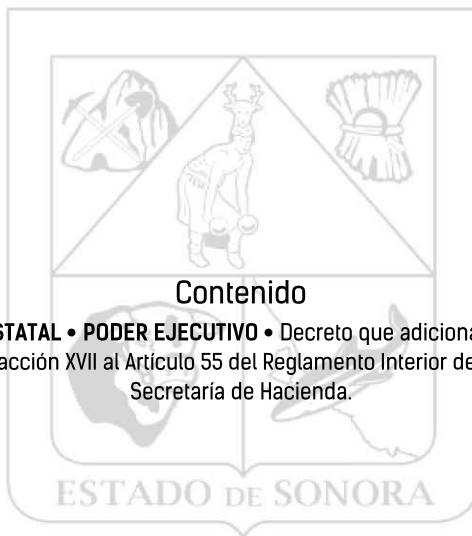 Contenido
STATAL • PODER EJECUTIVO • Decreto que adiciona
acción XVII al Artículo 55 del Reglamento Interior de
Secretaría de Hacienda.
ESTADO DE SONORA